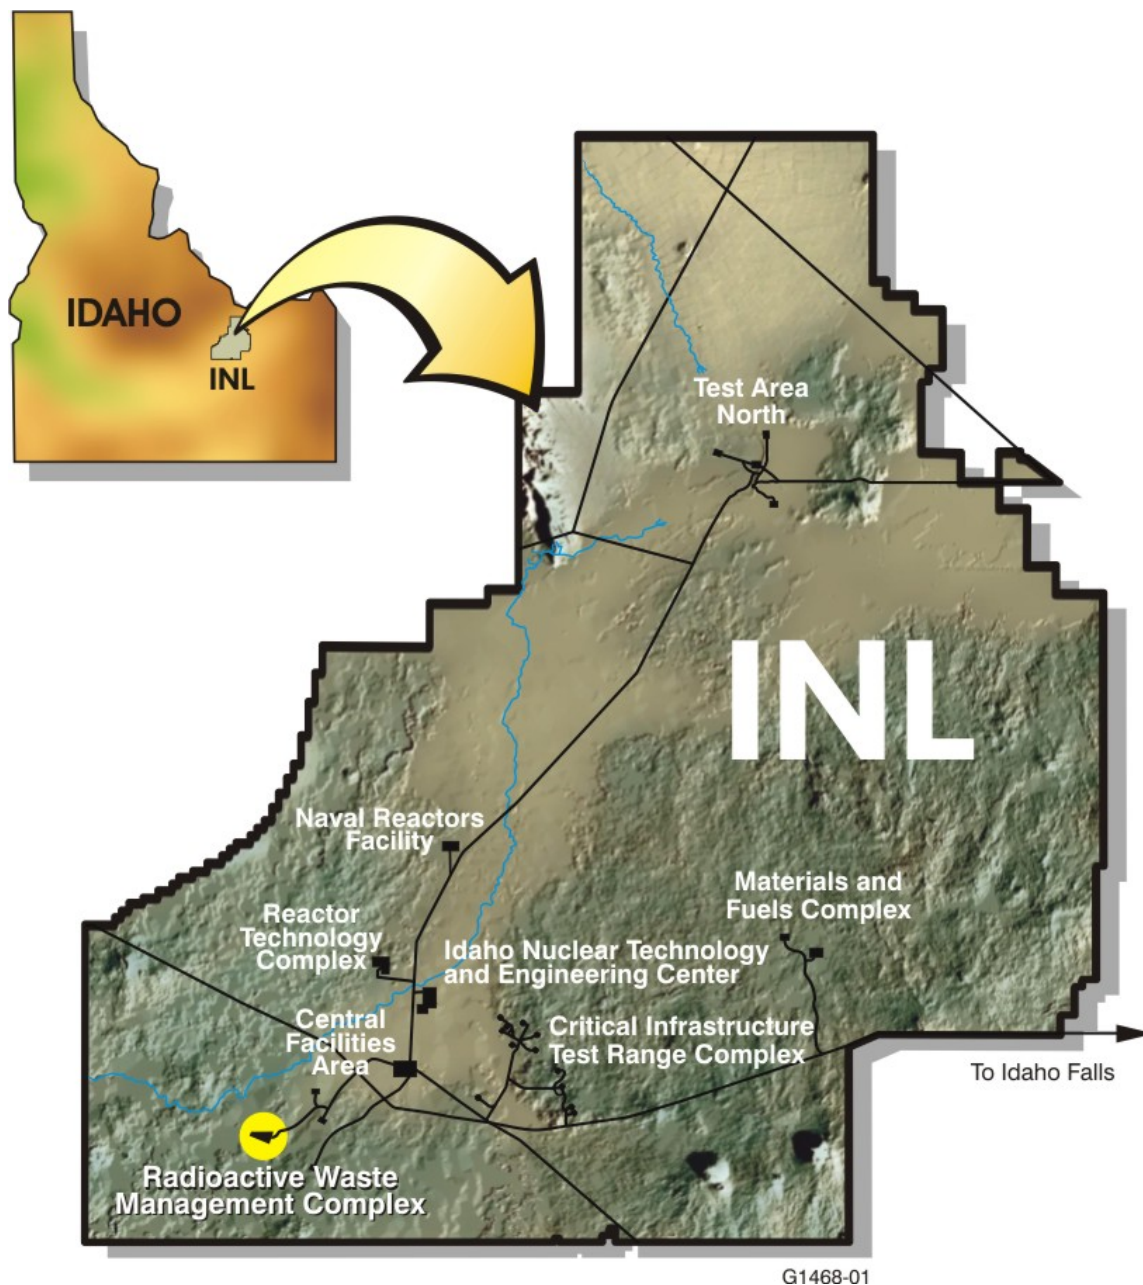 IDAHO
INL
Test Area
North
INL
Naval Reactors
Facility
Materials and
Fuels Complex
Reactor
Technology
Complex
Idaho Nuclear Technology
and Engineering Center
Central
Facilities
Area
Critical Infrastructure
Test Range Complex
To Idaho Falls
Radioactive Waste
Management Complex
G1468-01